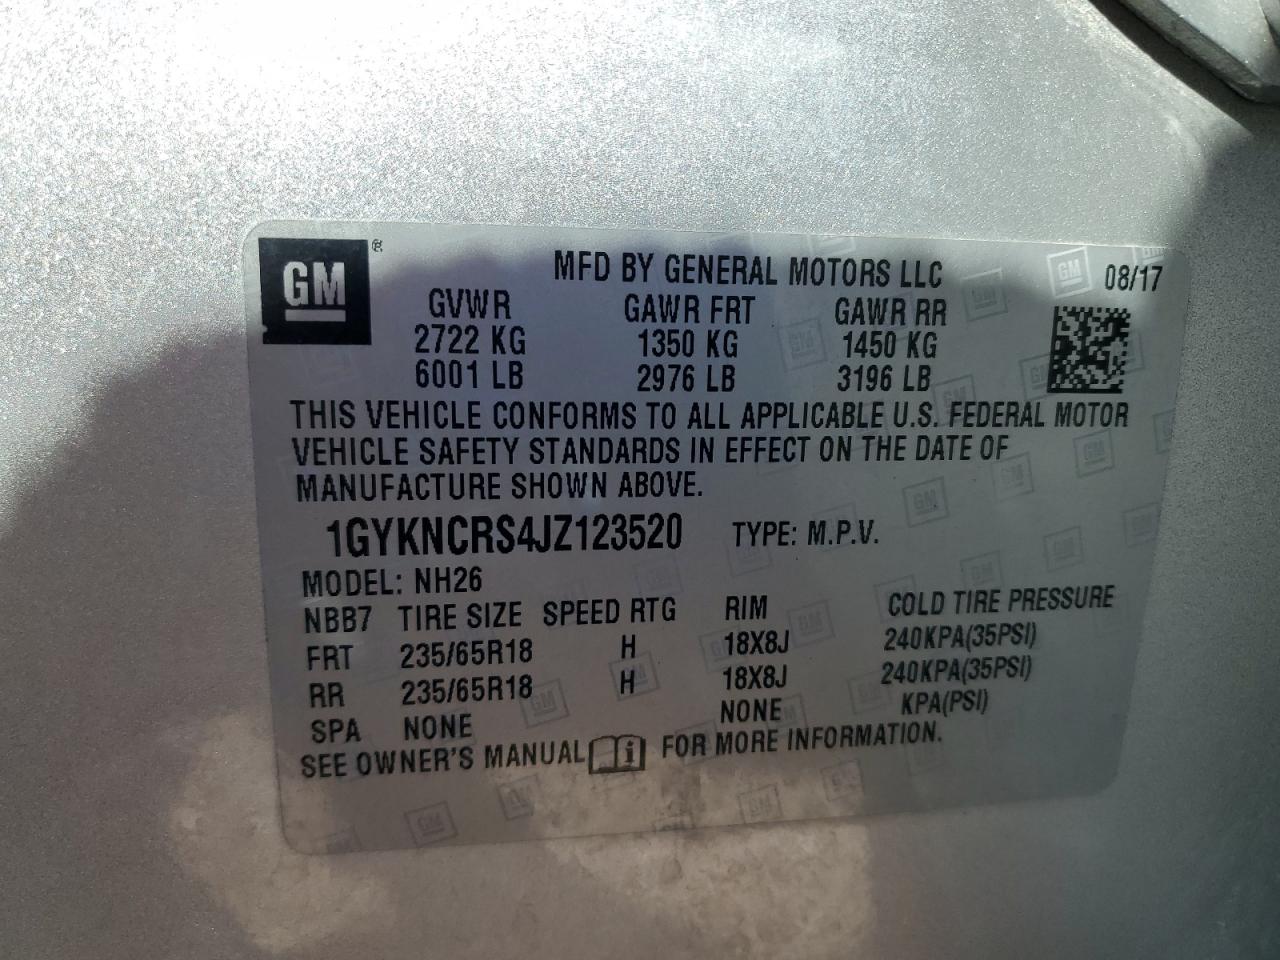 GM ® MFD BY GENERAL MOTORS LLC 08/17
GVWR GAWR FRT GAWR RR
2722 KG 1350 KG 1450 KG
6001 LB 2976 LB 3196 LB
THIS VEHICLE CONFORMS TO ALL APPLICABLE U.S. FEDERAL MOTOR
VEHICLE SAFETY STANDARDS IN EFFECT ON THE DATE OF
MANUFACTURE SHOWN ABOVE.
1GYKNCRS4JZ123520 TYPE: M.P.V.
MODEL: NH26
NBB7 TIRE SIZE SPEED RTG RIM COLD TIRE PRESSURE
FRT 235/65R18 H 18X8J 240KPA(35PSI)
RR 235/65R18 H 18X8J 240KPA(35PSI)
SPA NONE NONE KPA(PSI)
SEE OWNER'S MANUAL i FOR MORE INFORMATION.